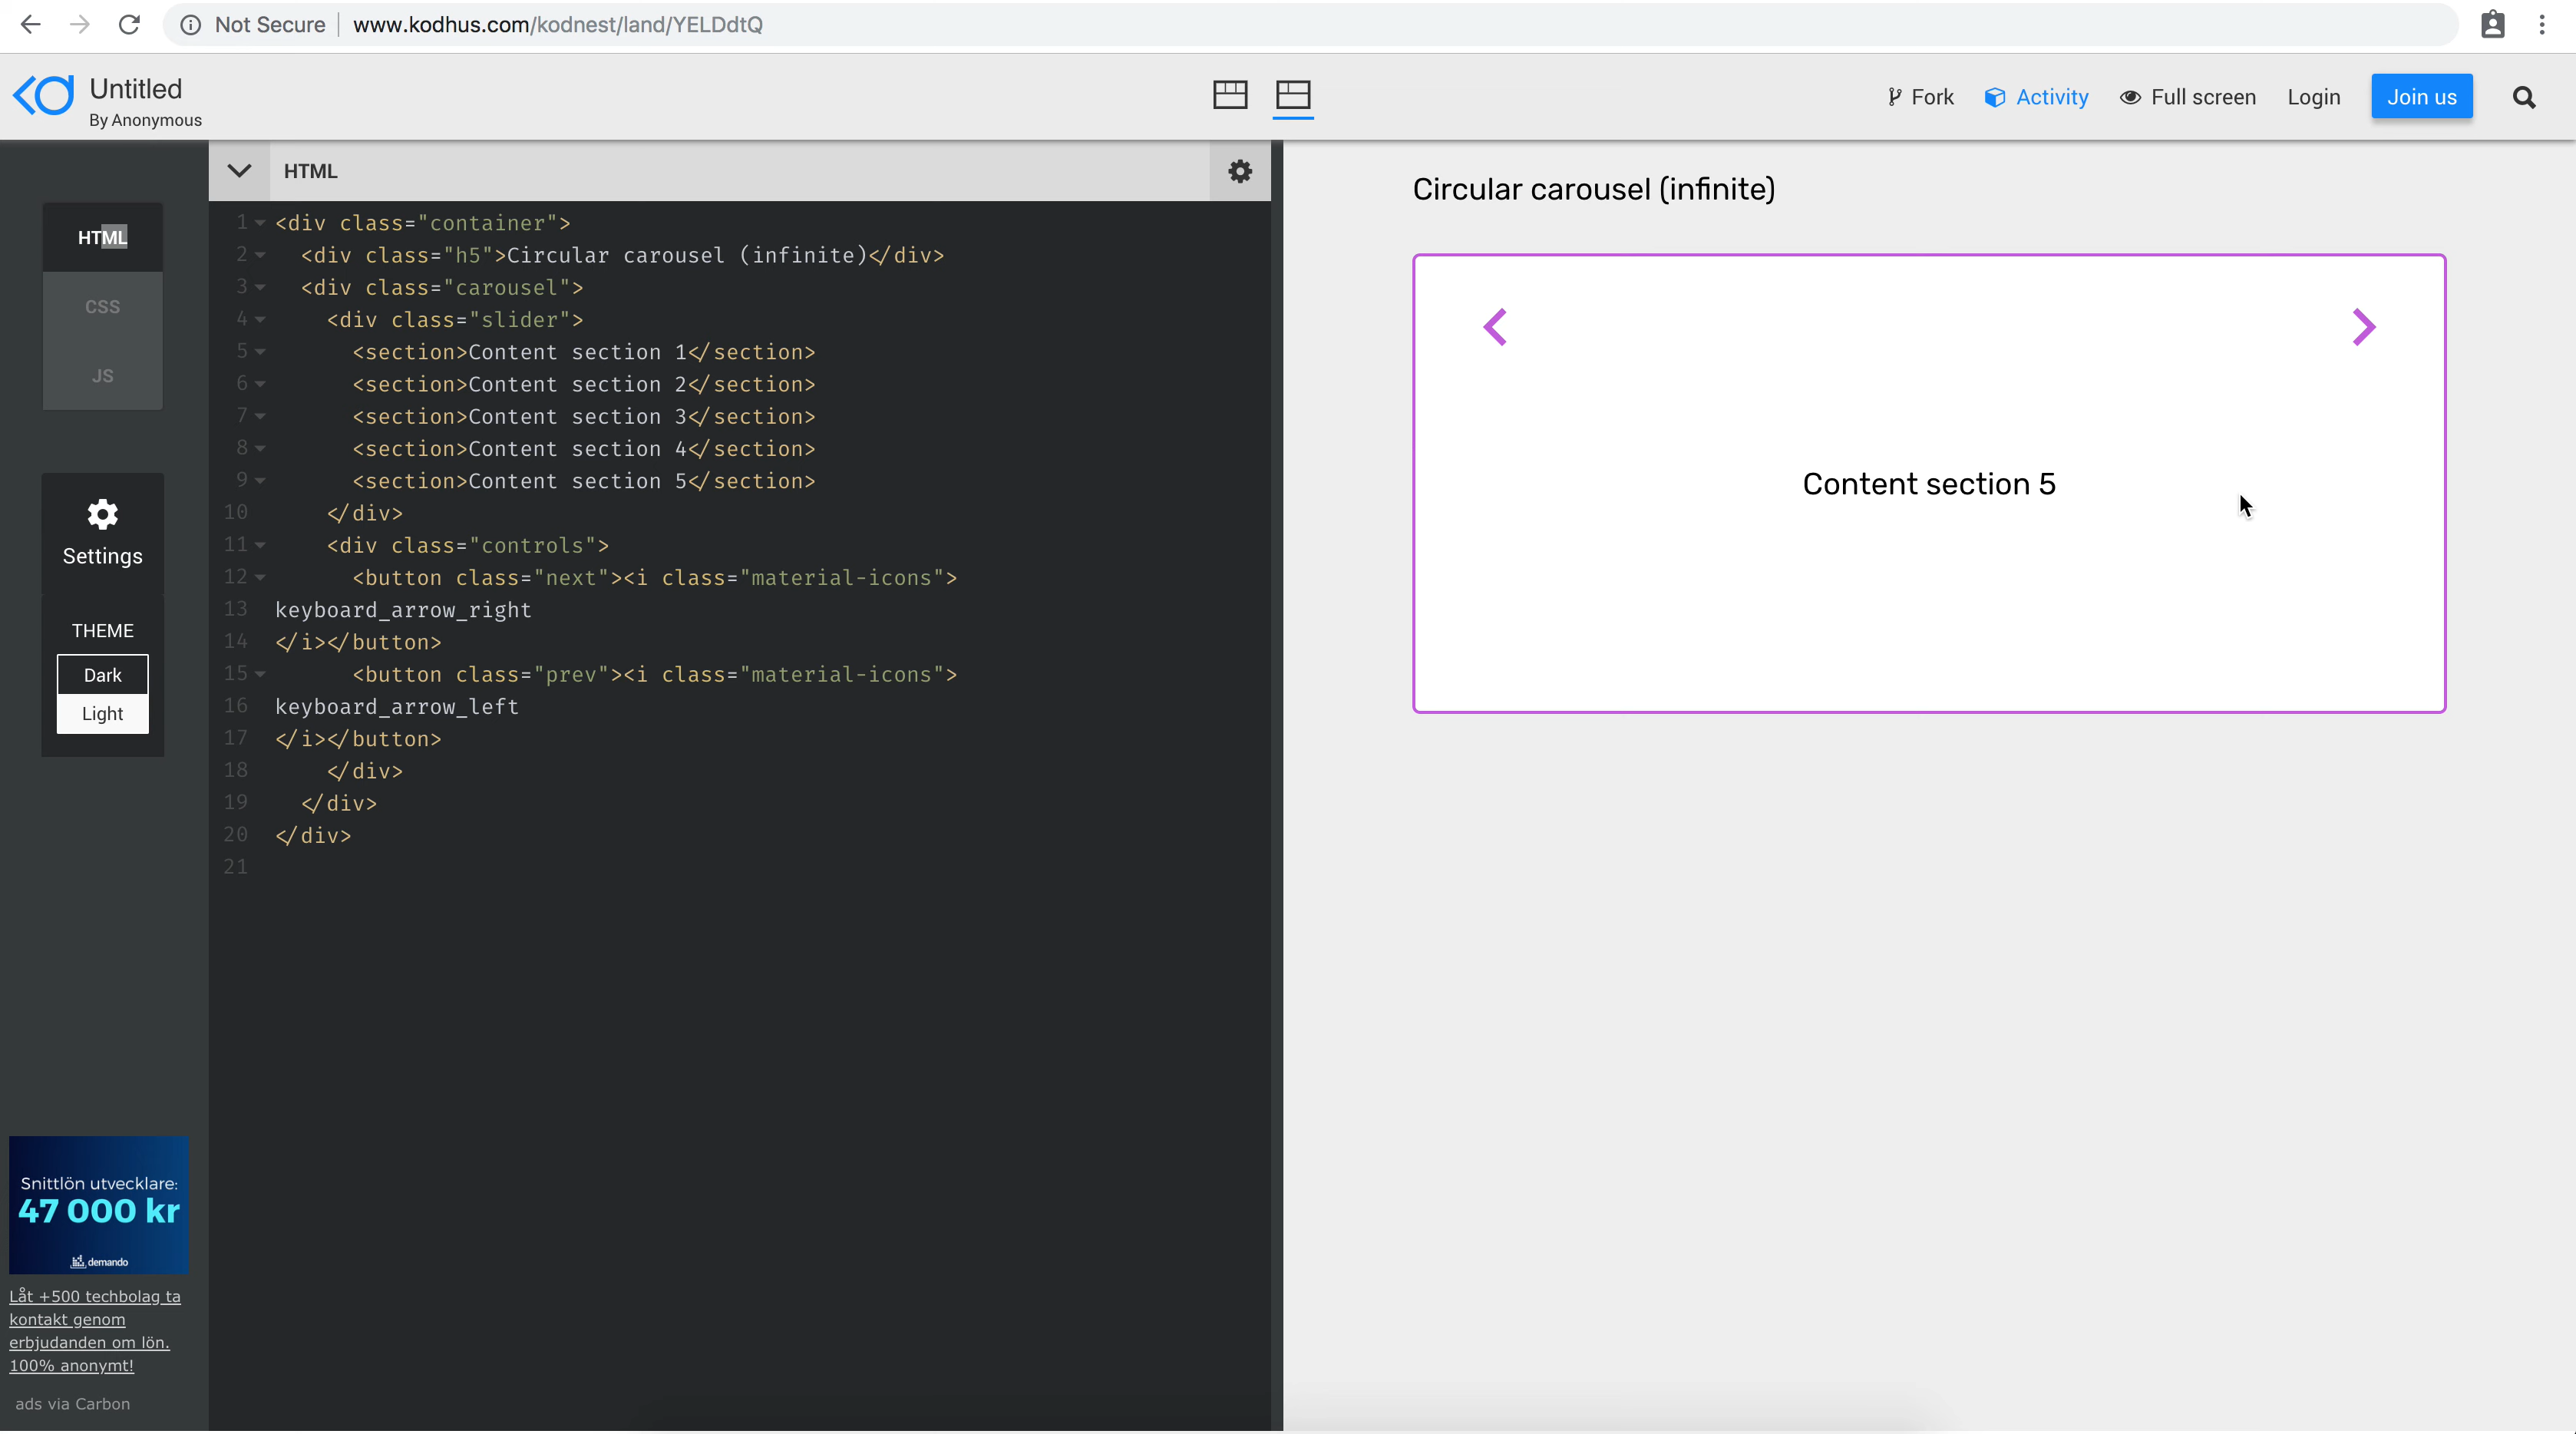 Not Secure
www.kodhus.com/kodnest/land/YELDdtQ
Untitled
By Anonymous
Fork
Activity
Full screen
Login
Join us
HTML
CSS
JS
Settings
THEME
Dark
Light
Snittlön utvecklare:
47 000 kr
demando
Låt +500 techbolag ta
kontakt genom
erbjudanden om lön.
100% anonymt!
ads via Carbon
HTML
1 <div class="container">
2   <div class="h5">Circular carousel (infinite)</div>
3   <div class="carousel">
4     <div class="slider">
5       <section>Content section 1</section>
6       <section>Content section 2</section>
7       <section>Content section 3</section>
8       <section>Content section 4</section>
9       <section>Content section 5</section>
10     </div>
11     <div class="controls">
12       <button class="next"><i class="material-icons">
13 keyboard_arrow_right
14 </i></button>
15       <button class="prev"><i class="material-icons">
16 keyboard_arrow_left
17 </i></button>
18     </div>
19   </div>
20 </div>
21
Circular carousel (infinite)
Content section 5